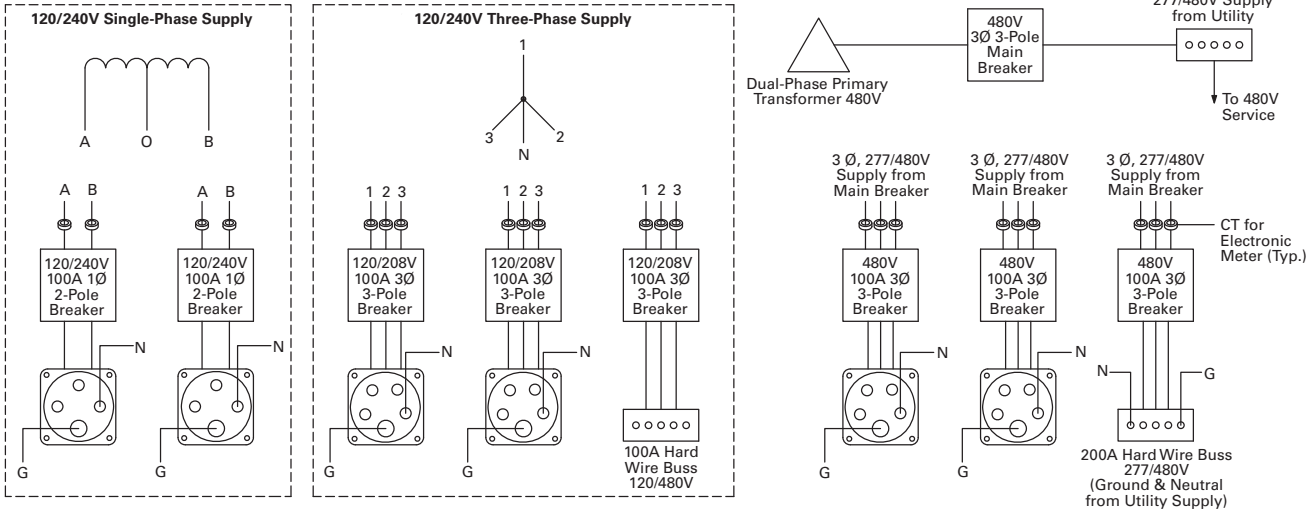 120/240V Single-Phase Supply
A O B
A B
A B
120/240V
100A 1Ø
2-Pole
Breaker
N
G
120/240V
100A 1Ø
2-Pole
Breaker
N
G
120/240V Three-Phase Supply
1
3 2
N
1 2 3
1 2 3
1 2 3
120/208V
100A 3Ø
3-Pole
Breaker
N
G
120/208V
100A 3Ø
3-Pole
Breaker
N
G
120/208V
100A 3Ø
3-Pole
Breaker
100A Hard
Wire Buss
120/480V
Dual-Phase Primary
Transformer 480V
480V
3Ø 3-Pole
Main
Breaker
277/480V Supply
from Utility
To 480V
Service
3 Ø, 277/480V
Supply from
Main Breaker
480V
100A 3Ø
3-Pole
Breaker
N
G
3 Ø, 277/480V
Supply from
Main Breaker
480V
100A 3Ø
3-Pole
Breaker
N
G
3 Ø, 277/480V
Supply from
Main Breaker
CT for
Electronic
Meter (Typ.)
480V
100A 3Ø
3-Pole
Breaker
N G
200A Hard Wire Buss
277/480V
(Ground & Neutral
from Utility Supply)